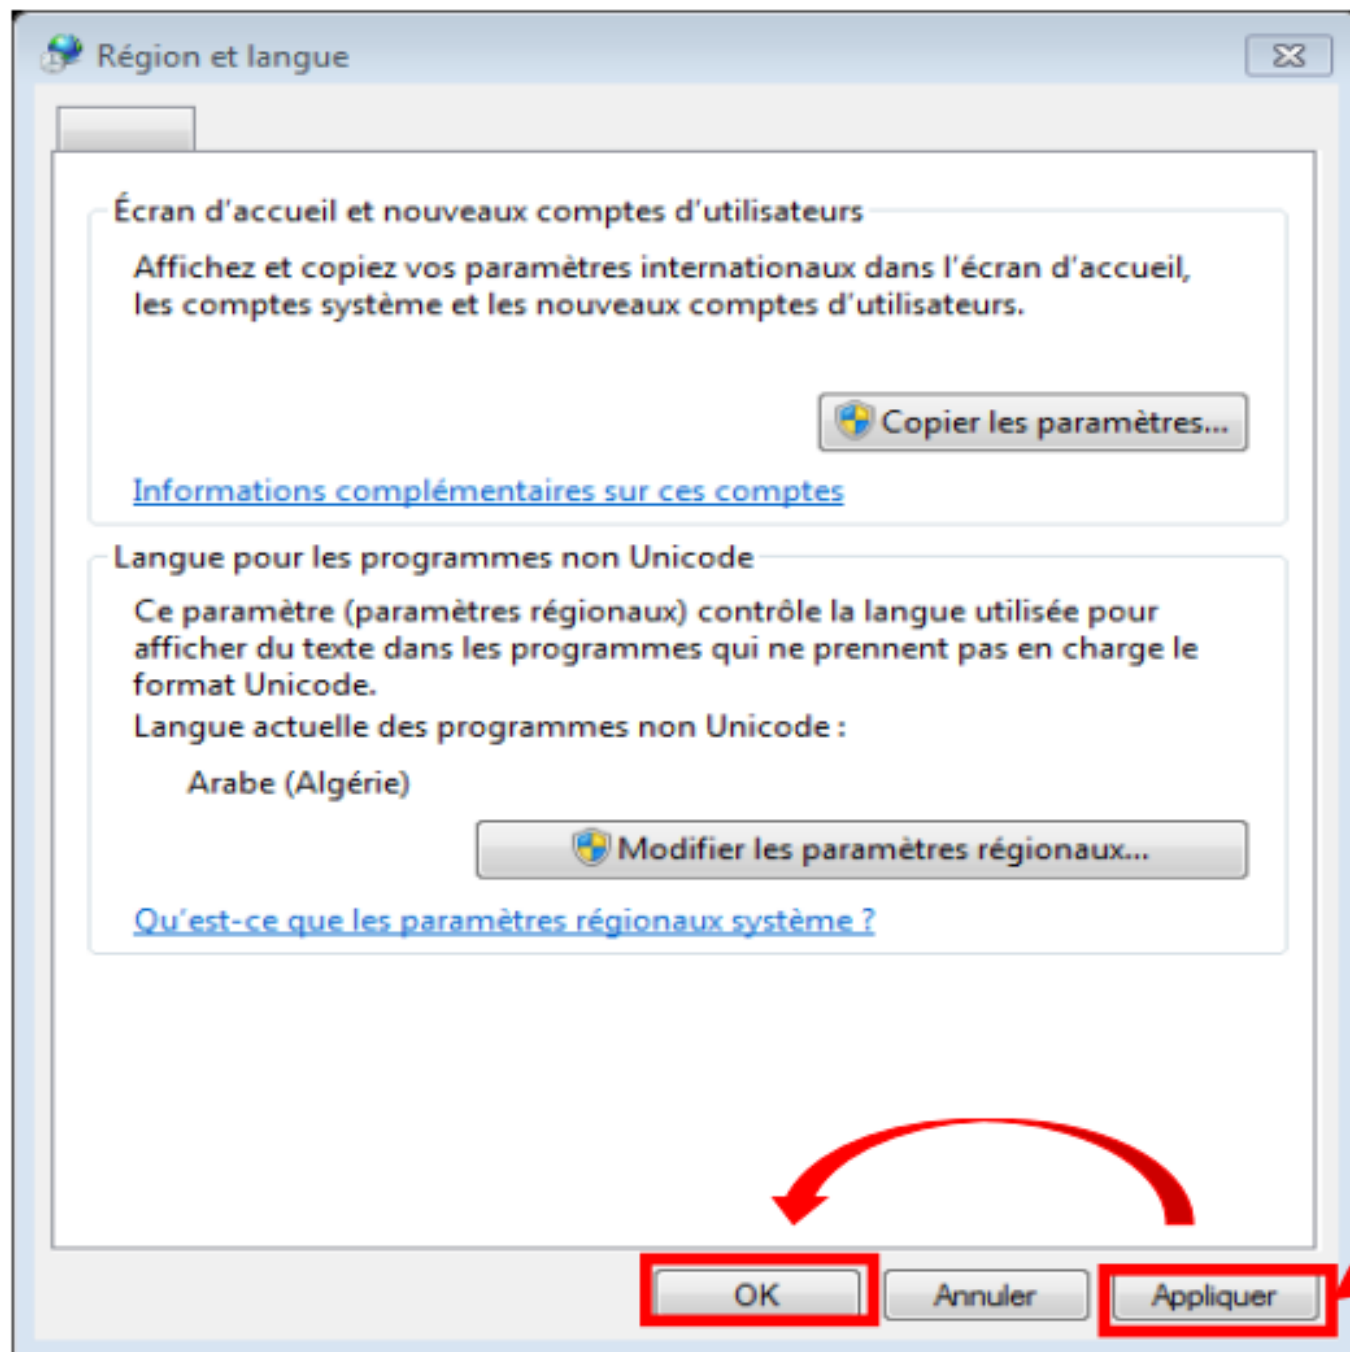 Région et langue
Écran d'accueil et nouveaux comptes d'utilisateurs
Affichez et copiez vos paramètres internationaux dans l'écran d'accueil,
les comptes système et les nouveaux comptes d'utilisateurs.
Copier les paramètres...
Informations complémentaires sur ces comptes
Langue pour les programmes non Unicode
Ce paramètre (paramètres régionaux) contrôle la langue utilisée pour
afficher du texte dans les programmes qui ne prennent pas en charge le
format Unicode.
Langue actuelle des programmes non Unicode :
Arabe (Algérie)
Modifier les paramètres régionaux...
Qu'est-ce que les paramètres régionaux système ?
OK
Annuler
Appliquer